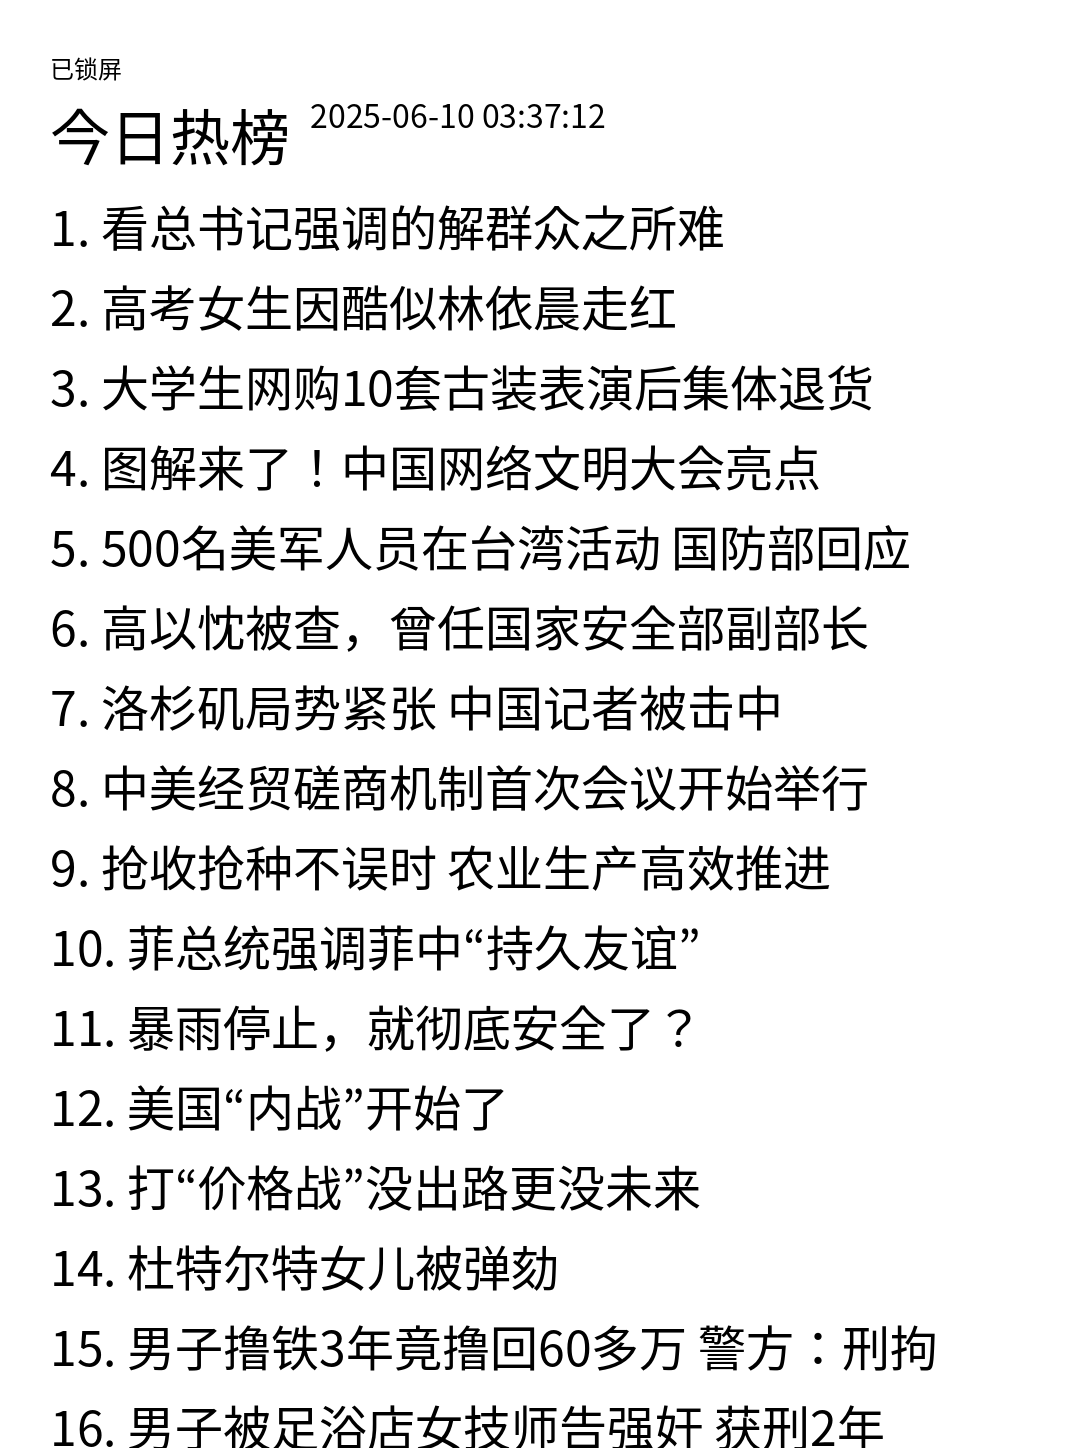 已锁屏
今日热榜 2025-06-10 03:37:12
1. 看总书记强调的解群众之所难
2. 高考女生因酷似林依晨走红
3. 大学生网购10套古装表演后集体退货
4. 图解来了！中国网络文明大会亮点
5. 500名美军人员在台湾活动 国防部回应
6. 高以忱被查，曾任国家安全部副部长
7. 洛杉矶局势紧张 中国记者被击中
8. 中美经贸磋商机制首次会议开始举行
9. 抢收抢种不误时 农业生产高效推进
10. 菲总统强调菲中“持久友谊”
11. 暴雨停止，就彻底安全了？
12. 美国“内战”开始了
13. 打“价格战”没出路更没未来
14. 杜特尔特女儿被弹劾
15. 男子撸铁3年竟撸回60多万 警方：刑拘
16. 男子被足浴店女技师告强奸 获刑2年